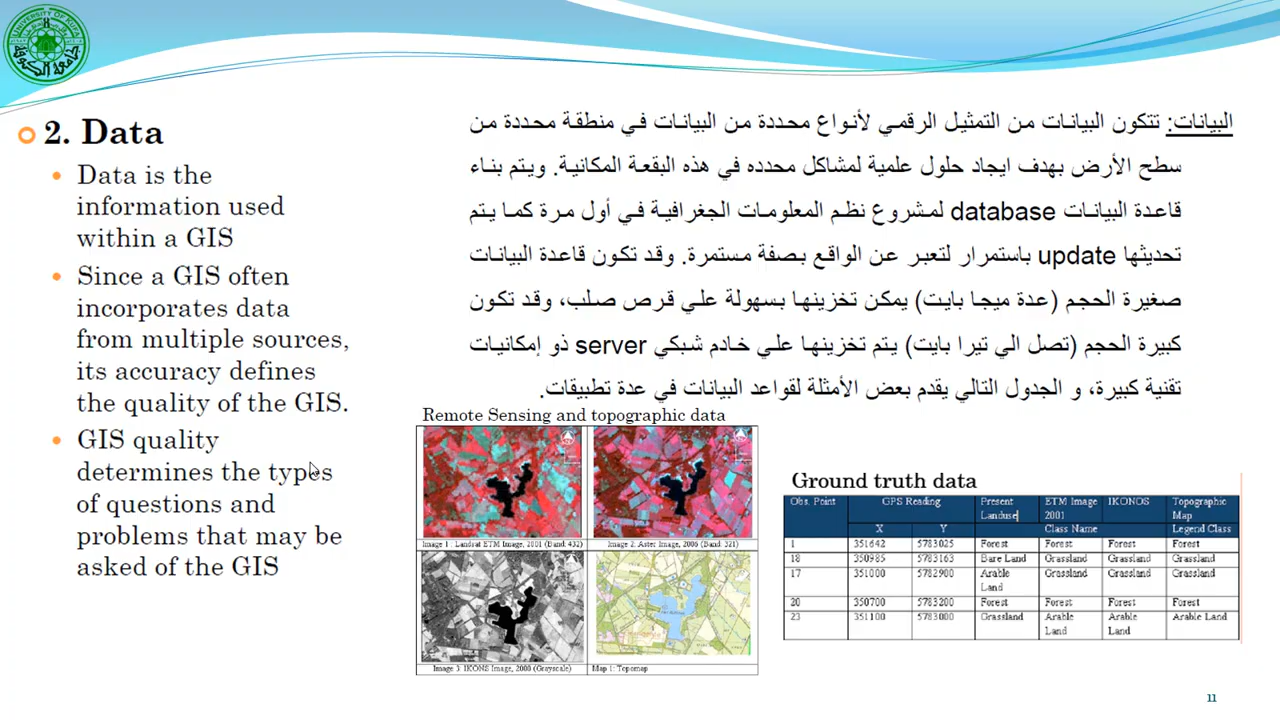 UNIVERSITY OF KUFA
جامعة الكوفة
2. Data
Data is the
information used
within a GIS
Since a GIS often
incorporates data
from multiple sources,
its accuracy defines
the quality of the GIS.
GIS quality
determines the types
of questions and
problems that may be
asked of the GIS
البيانات: تتكون البيانات من التمثيل الرقمي لأنواع محددة من البيانات في منطقة محددة من
سطح الأرض بهدف ايجاد حلول علمية لمشاكل محدده في هذه البقعة المكانية. ويتم بناء
قاعدة البيانات database لمشروع نظم المعلومات الجغرافية في أول مرة كما يتم
تحديثها update باستمرار لتعبر عن الواقع بصفة مستمرة. وقد تكون قاعدة البيانات
صغيرة الحجم (عدة ميجا بايت) يمكن تخزينها بسهولة علي قرص صلب، وقد تكون
كبيرة الحجم (تصل الي تيرا بايت) يتم تخزينها علي خادم شبكي server ذو إمكانيات
تقنية كبيرة، و الجدول التالي يقدم بعض الأمثلة لقواعد البيانات في عدة تطبيقات.
Remote Sensing and topographic data
Image 1: Landsat ETM Image, 2001 (Band: 432)
Image 2: Aster Image, 2006 (Band: 321)
Image 3: IKONS Image, 2000 (Grayscale)
Map 1: Topomap
Ground truth data
Obs. Point GPS Reading Present Landuse ETM Image 2001 IKONOS Topographic Map
X Y Class Name Legend Class
1 351642 5783025 Forest Forest Forest Forest
18 350985 5783163 Bare Land Grassland Grassland Grassland
17 351000 5782900 Arable Land Grassland Grassland Grassland
20 350700 5783200 Forest Forest Forest Forest
23 351100 5783000 Grassland Arable Land Arable Land Arable Land
11